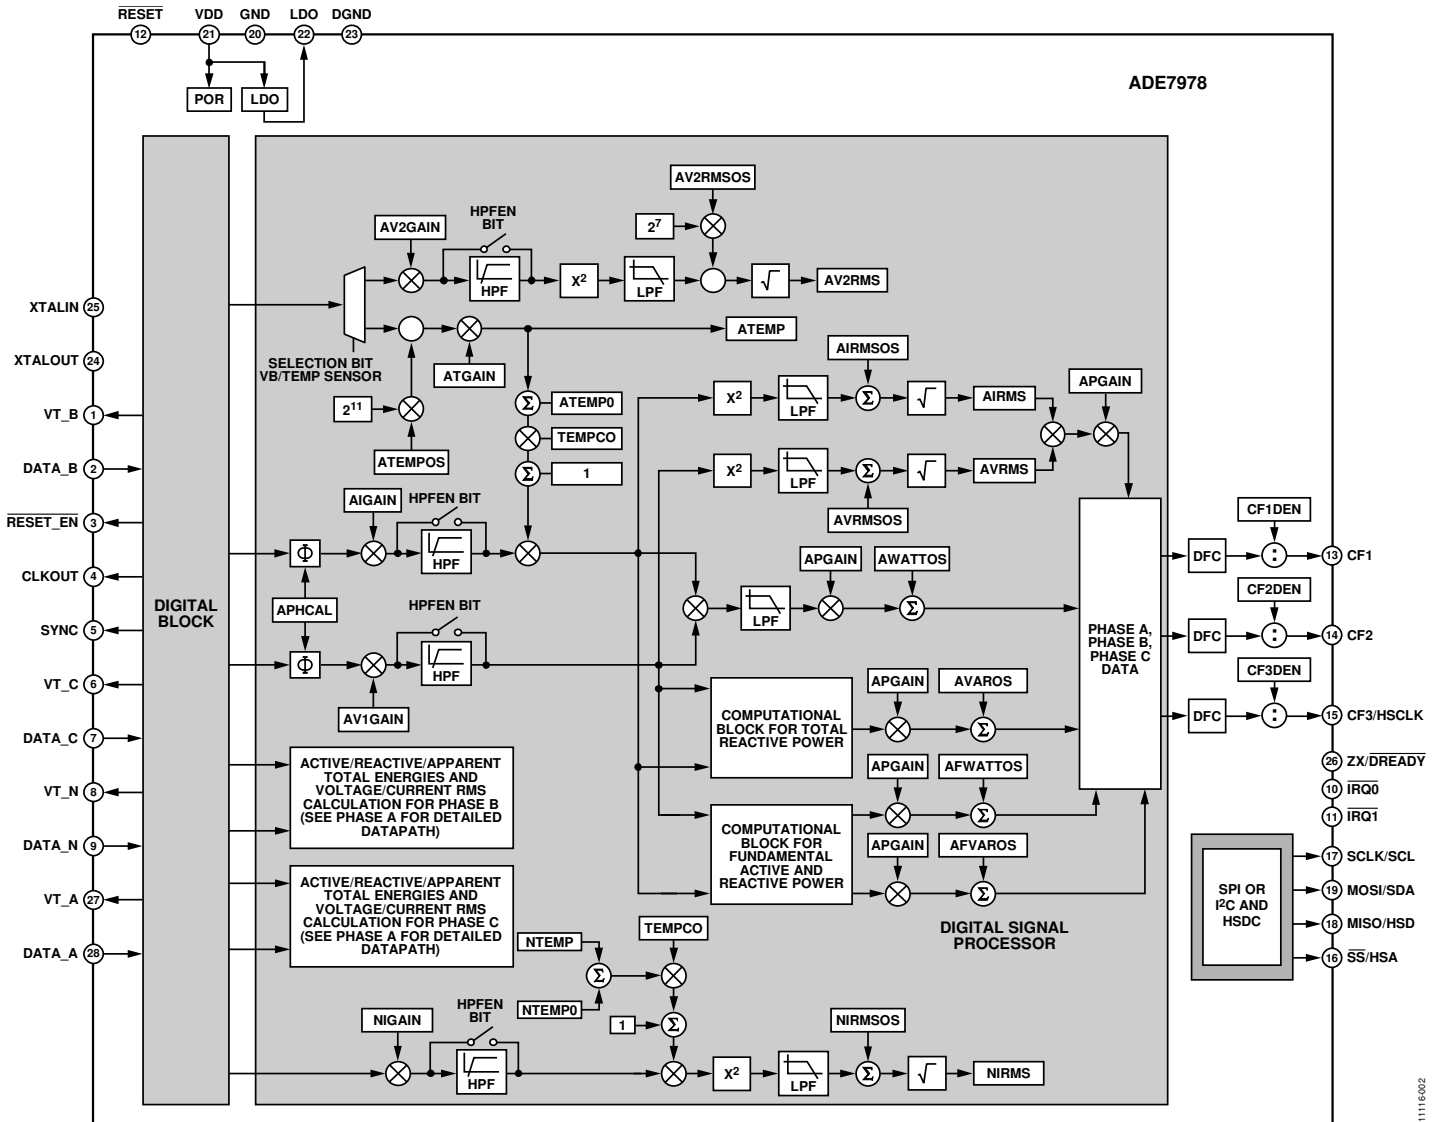 RESET VDD GND LDO DGND
12 21 20 22 23
ADE7978
POR LDO
AV2RMSOS
HPFEN
BIT
AV2GAIN
2⁷
HPF
X²
LPF
√
AV2RMS
XTALIN 25
XTALOUT 24
VT_B 1
DATA_B 2
RESET_EN 3
CLKOUT 4
SYNC 5
VT_C 6
DATA_C 7
VT_N 8
DATA_N 9
VT_A 27
DATA_A 28
DIGITAL
BLOCK
SELECTION BIT
VB/TEMP SENSOR
ATGAIN
ATEMP
2¹¹
ATEMPOS
Σ ATEMP0
TEMPCO
Σ 1
AIRMSOS
X²
LPF
Σ
√
AIRMS
APGAIN
X²
LPF
Σ
√
AVRMS
AVRMSOS
AIGAIN
HPFEN BIT
Φ
HPF
APHCAL
HPFEN BIT
Φ
HPF
AV1GAIN
APGAIN AWATTOS
LPF
Σ
PHASE A,
PHASE B,
PHASE C
DATA
COMPUTATIONAL
BLOCK FOR TOTAL
REACTIVE POWER
APGAIN AVAROS
Σ
APGAIN AFWATTOS
Σ
COMPUTATIONAL
BLOCK FOR
FUNDAMENTAL
ACTIVE AND
REACTIVE POWER
APGAIN AFVAROS
Σ
ACTIVE/REACTIVE/APPARENT
TOTAL ENERGIES AND
VOLTAGE/CURRENT RMS
CALCULATION FOR PHASE B
(SEE PHASE A FOR DETAILED
DATAPATH)
ACTIVE/REACTIVE/APPARENT
TOTAL ENERGIES AND
VOLTAGE/CURRENT RMS
CALCULATION FOR PHASE C
(SEE PHASE A FOR DETAILED
DATAPATH)
DIGITAL SIGNAL
PROCESSOR
TEMPCO
NTEMP
Σ
NTEMP0
1 Σ
NIGAIN
HPFEN
BIT
HPF
X²
LPF
NIRMSOS
Σ
√
NIRMS
CF1DEN
DFC : 13 CF1
CF2DEN
DFC : 14 CF2
CF3DEN
DFC : 15 CF3/HSCLK
26 ZX/DREADY
10 IRQ0
11 IRQ1
SPI OR
I²C AND
HSDC
17 SCLK/SCL
19 MOSI/SDA
18 MISO/HSD
16 SS/HSA
11116-002